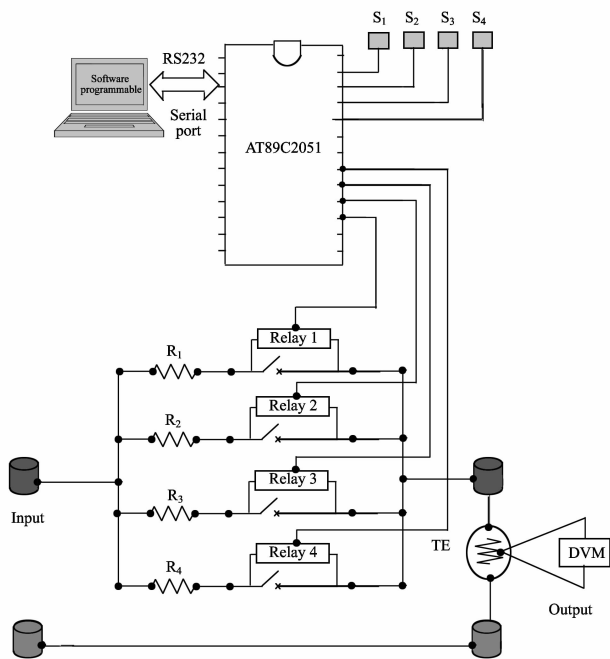 S1 S2 S3 S4
RS232
Software
programmable
Serial
port
AT89C2051
Relay 1
R1
Relay 2
R2
Relay 3
R3
Input
Relay 4
R4
TE
DVM
Output